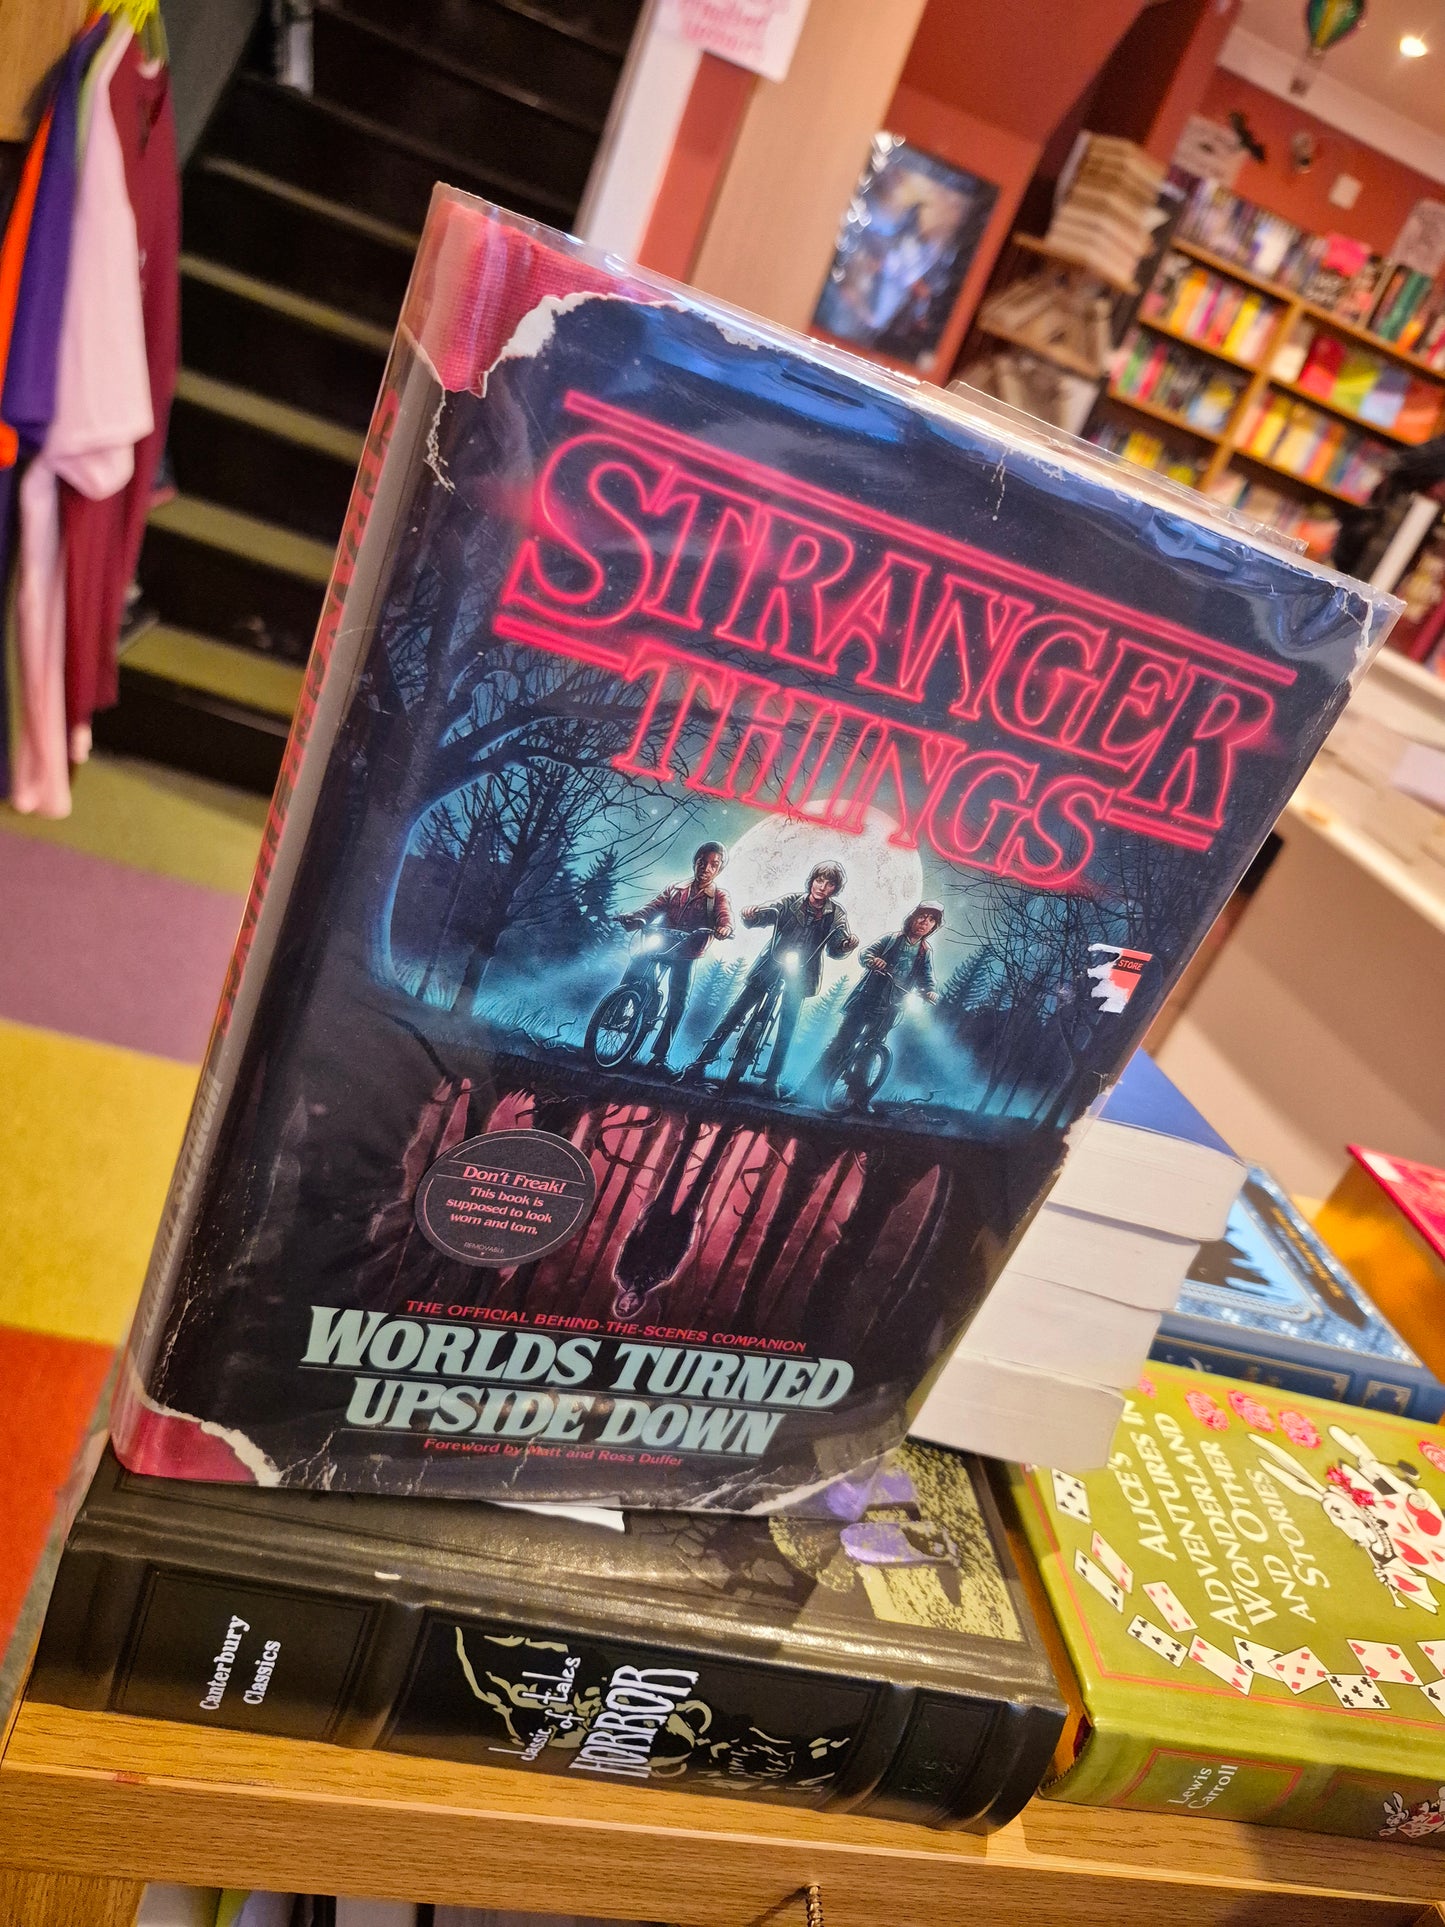 STRANGER
THINGS
STORE
Don't Freak!
This book is
supposed to look
worn and torn.
REMOVABLE
THE OFFICIAL BEHIND-THE-SCENES COMPANION
WORLDS TURNED
UPSIDE DOWN
Foreword by Matt and Ross Duffer
Canterbury
Classics
Classic
of tales
HORROR
ALICE'S
ADVENTURES IN
WONDERLAND
AND OTHER
STORIES
Lewis
Carroll